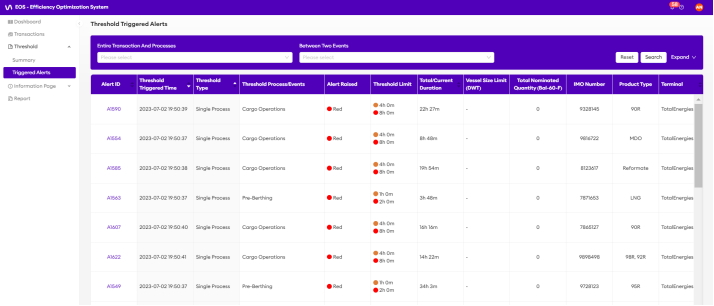 EOS - Efficiency Optimization System
58
AH
Dashboard
Transactions
Threshold
Summary
Triggered Alerts
Information Page
Report
Threshold Triggered Alerts
Entire Transaction And Processes
Please select
Between Two Events
Please select
Reset Search Expand
Alert ID Threshold Triggered Time Threshold Type Threshold Process/Events Alert Raised Threshold Limit Total/Current Duration Vessel Size Limit (DWT) Total Nominated Quantity (Bal-60-F) IMO Number Product Type Terminal
A1590 2023-07-02 19:50:39 Single Process Cargo Operations Red 4h 0m 8h 0m 22h 27m - 0 9328145 90R TotalEnergies
A1554 2023-07-02 19:50:37 Single Process Cargo Operations Red 4h 0m 8h 0m 8h 48m - 0 9816722 MDO TotalEnergies
A1585 2023-07-02 19:50:38 Single Process Cargo Operations Red 4h 0m 8h 0m 19h 54m - 0 8123617 Reformate TotalEnergies
A1563 2023-07-02 19:50:37 Single Process Pre-Berthing Red 1h 0m 2h 0m 3h 48m - 0 7871653 LNG TotalEnergies
A1607 2023-07-02 19:50:40 Single Process Cargo Operations Red 4h 0m 8h 0m 16h 16m - 0 7865127 90R TotalEnergies
A1622 2023-07-02 19:50:41 Single Process Cargo Operations Red 4h 0m 8h 0m 14h 22m - 0 9898498 98R, 92R TotalEnergies
A1549 2023-07-02 19:50:37 Single Process Pre-Berthing Red 1h 0m 2h 0m 34h 3m - 0 9728123 95R TotalEnergies